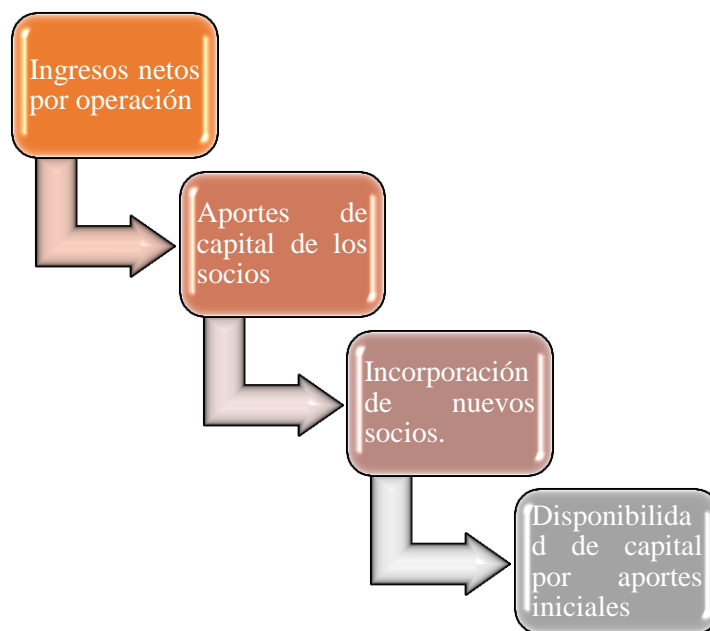 Ingresos netos
por operación
Aportes de
capital de los
socios
Incorporación
de nuevos
socios.
Disponibilida
d de capital
por aportes
iniciales